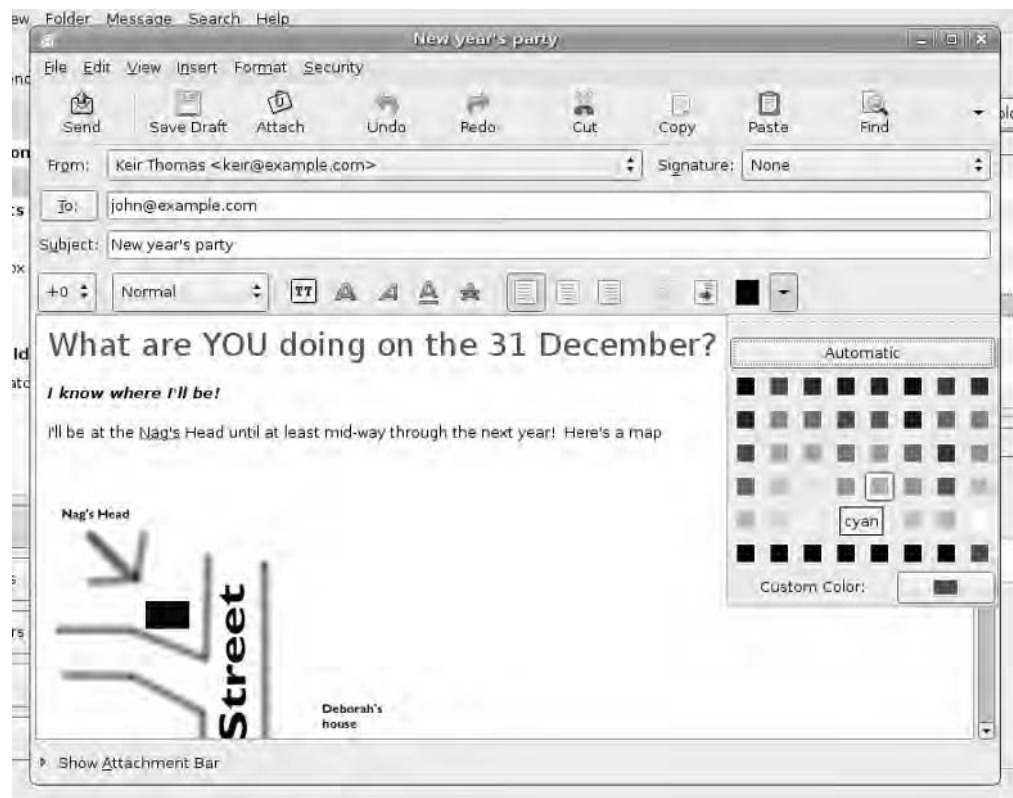 ew Folder Message Search Help
New year's party
File Edit View Insert Format Security
Send Save Draft Attach Undo Redo Cut Copy Paste Find
From: Keir Thomas <keir@example.com> Signature: None
To: john@example.com
Subject: New year's party
+0 Normal TT
What are YOU doing on the 31 December?
Automatic
I know where I'll be!
I'll be at the Nag's Head until at least mid-way through the next year! Here's a map
Nag's Head
cyan
Custom Color:
Street
Deborah's
house
Show Attachment Bar